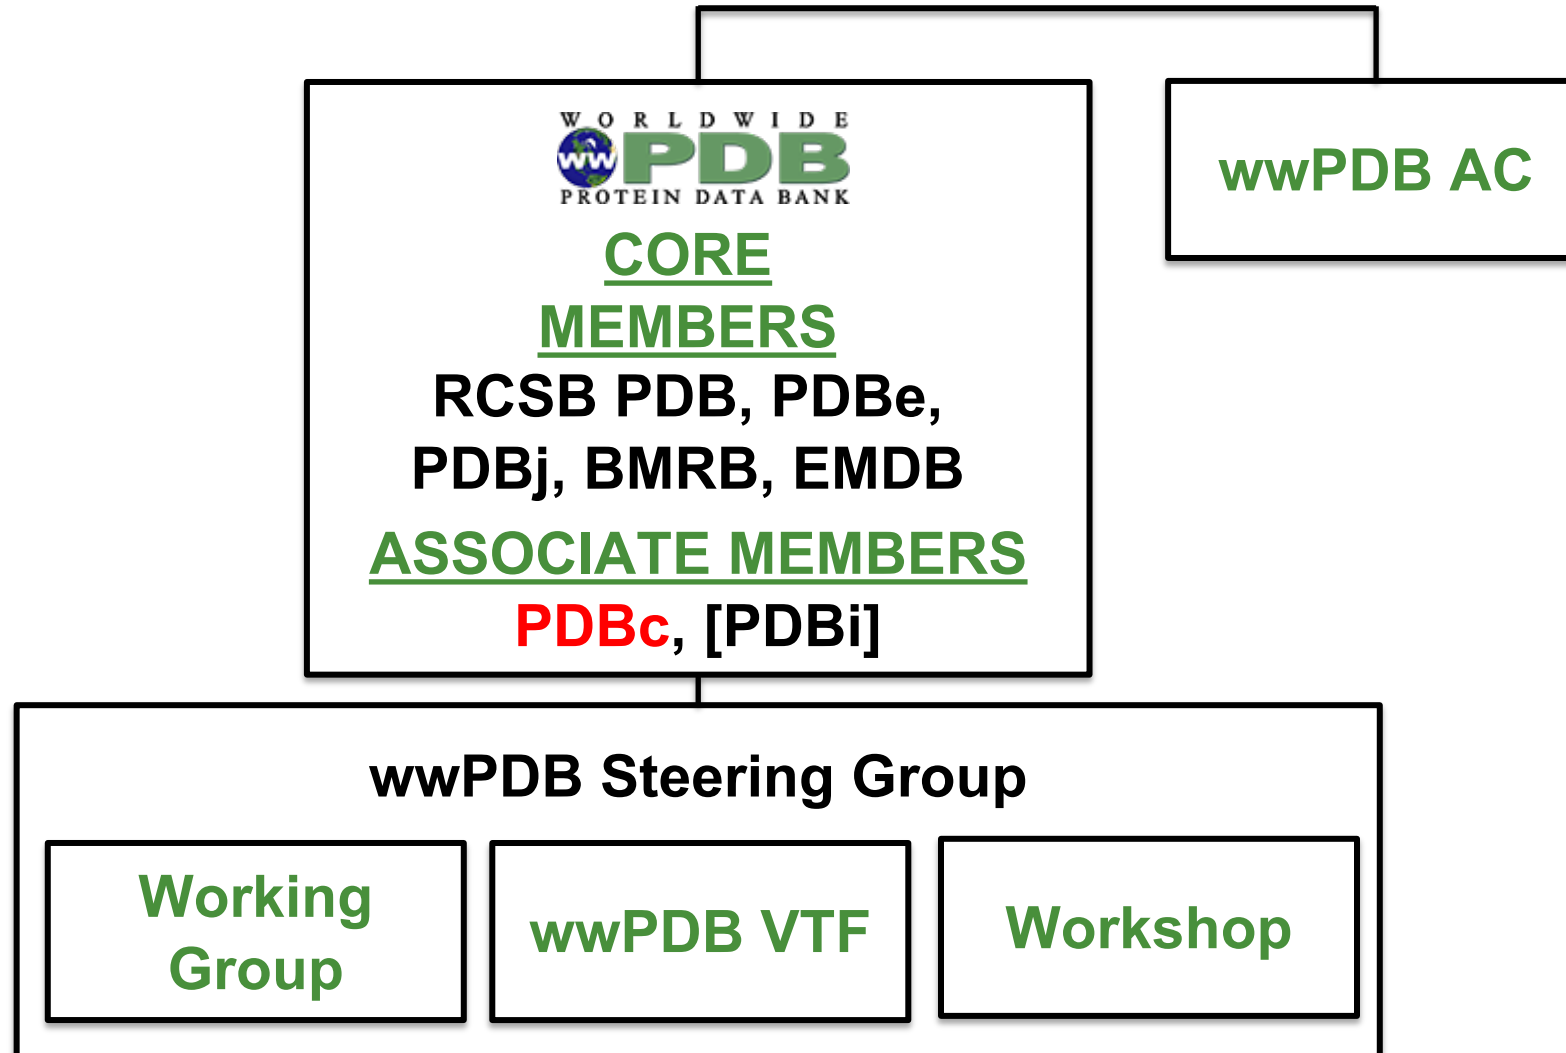 WORLDWIDE
ww PDB
PROTEIN DATA BANK
wwPDB AC
CORE
MEMBERS
RCSB PDB, PDBe,
PDBj, BMRB, EMDB
ASSOCIATE MEMBERS
PDBc, [PDBi]
wwPDB Steering Group
Working
Group
wwPDB VTF
Workshop